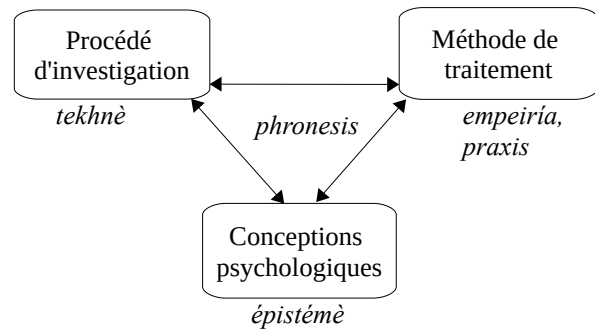 Procédé
d'investigation
Méthode de
traitement
tekhnè
phronesis
empeiría,
praxis
Conceptions
psychologiques
épistémè